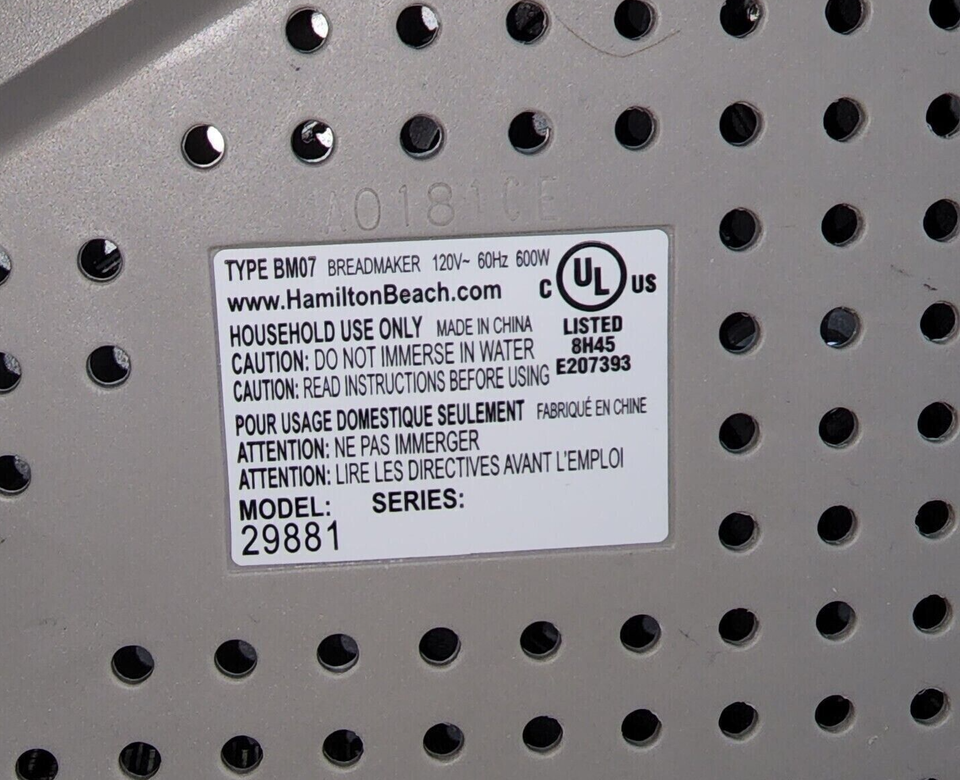 A0181CE
TYPE BM07 BREADMAKER 120V~ 60Hz 600W
www.HamiltonBeach.com
C UL US
LISTED
8H45
E207393
HOUSEHOLD USE ONLY MADE IN CHINA
CAUTION: DO NOT IMMERSE IN WATER
CAUTION: READ INSTRUCTIONS BEFORE USING
POUR USAGE DOMESTIQUE SEULEMENT FABRIQUÉ EN CHINE
ATTENTION: NE PAS IMMERGER
ATTENTION: LIRE LES DIRECTIVES AVANT L'EMPLOI
MODEL: SERIES:
29881